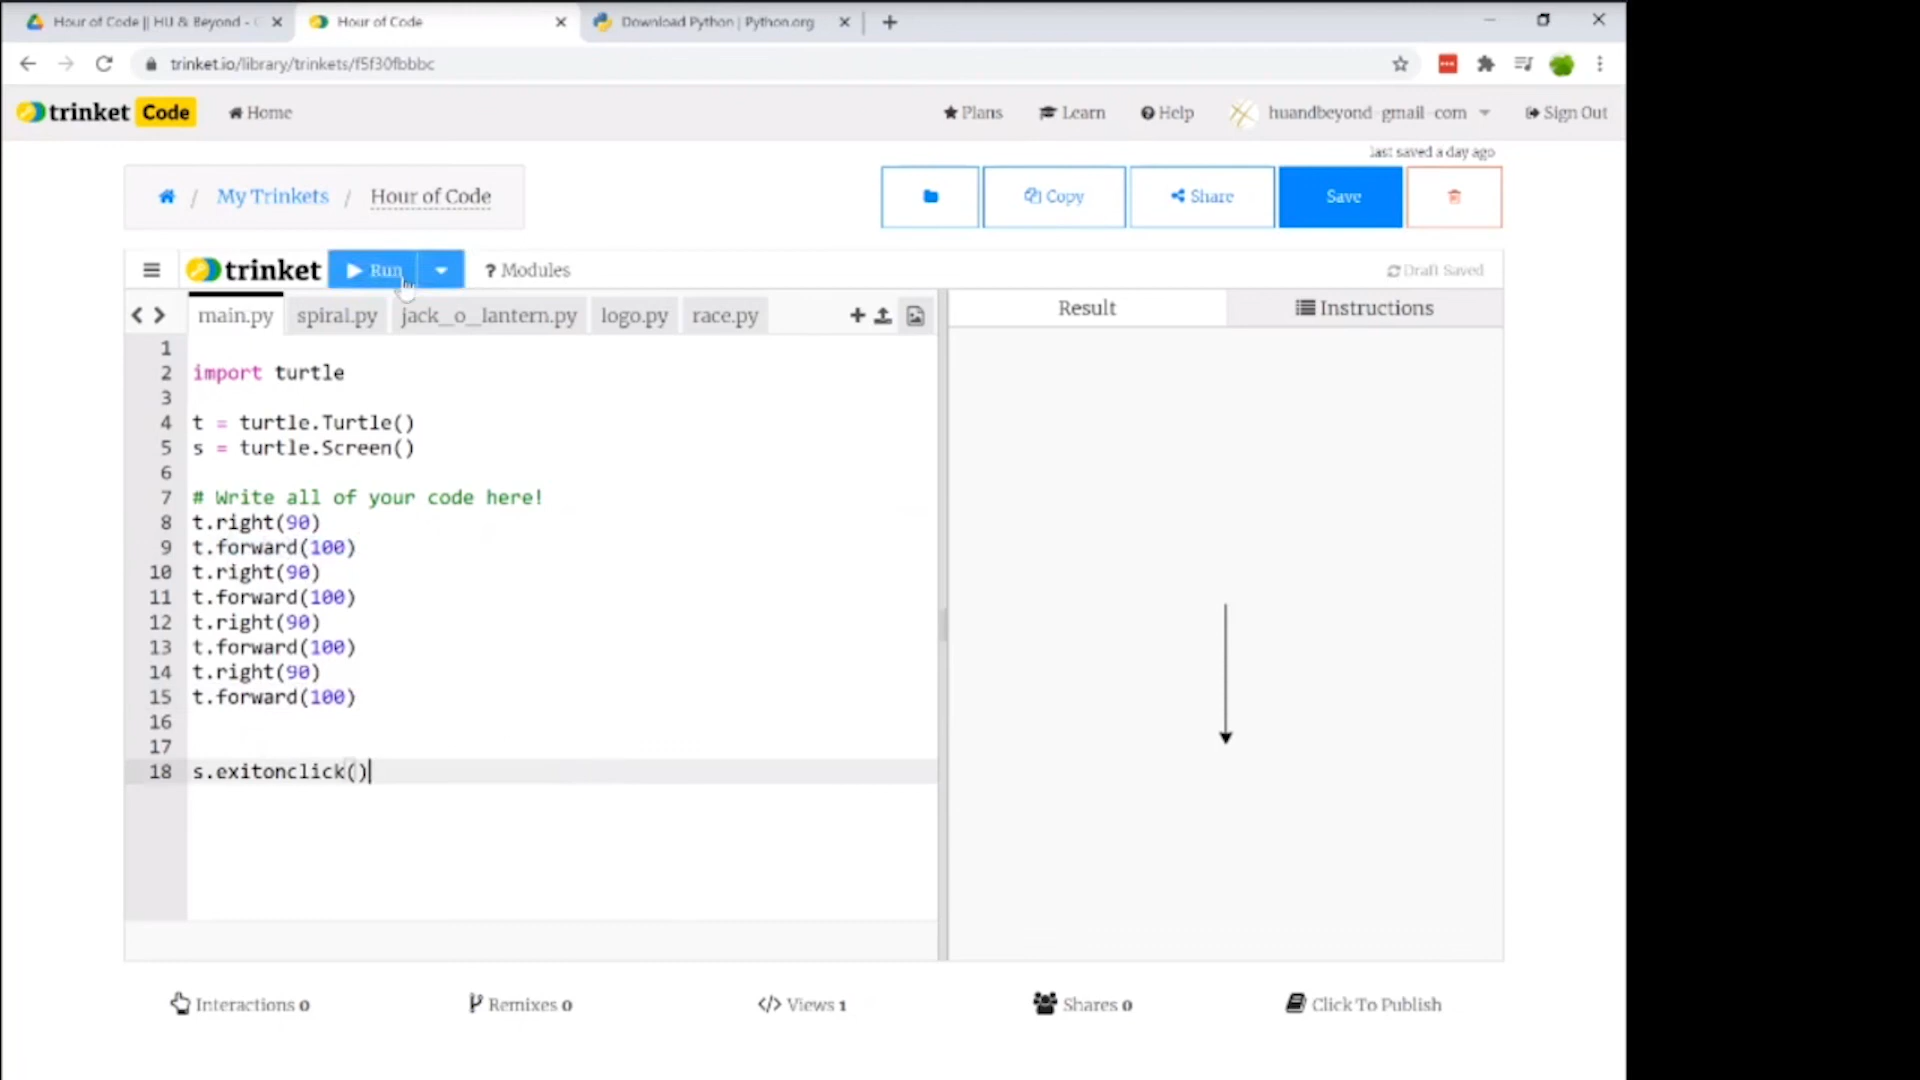 Hour of Code || HU & Beyond -
Hour of Code
Download Python | Python.org
trinket.io/library/trinkets/f5f30fbbbc
trinket Code
Home
Plans
Learn
Help
huandbeyond-gmail-com
Sign Out
last saved a day ago
/ My Trinkets / Hour of Code
Copy
Share
Save
trinket
Run
? Modules
Draft Saved
main.py
spiral.py
jack_o_lantern.py
logo.py
race.py
Result
Instructions
1
2 import turtle
3
4 t = turtle.Turtle()
5 s = turtle.Screen()
6
7 # Write all of your code here!
8 t.right(90)
9 t.forward(100)
10 t.right(90)
11 t.forward(100)
12 t.right(90)
13 t.forward(100)
14 t.right(90)
15 t.forward(100)
16
17
18 s.exitonclick()
Interactions 0
Remixes 0
</> Views 1
Shares 0
Click To Publish